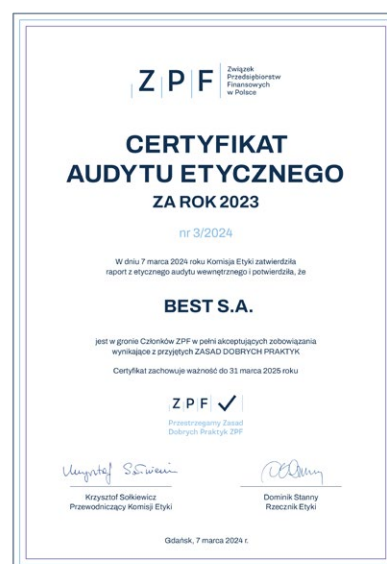 ZPF
Związek
Przedsiębiorstw
Finansowych
w Polsce
CERTYFIKAT
AUDYTU ETYCZNEGO
ZA ROK 2023
nr 3/2024
W dniu 7 marca 2024 roku Komisja Etyki zatwierdziła
raport z etycznego audytu wewnętrznego i potwierdziła, że
BEST S.A.
jest w gronie Członków ZPF w pełni akceptujących zobowiązania
wynikające z przyjętych ZASAD DOBRYCH PRAKTYK
Certyfikat zachowuje ważność do 31 marca 2025 roku
ZPF
Przestrzegamy Zasad
Dobrych Praktyk ZPF
Krzysztof Sołkiewicz
Przewodniczący Komisji Etyki
Dominik Stanny
Rzecznik Etyki
Gdańsk, 7 marca 2024 r.